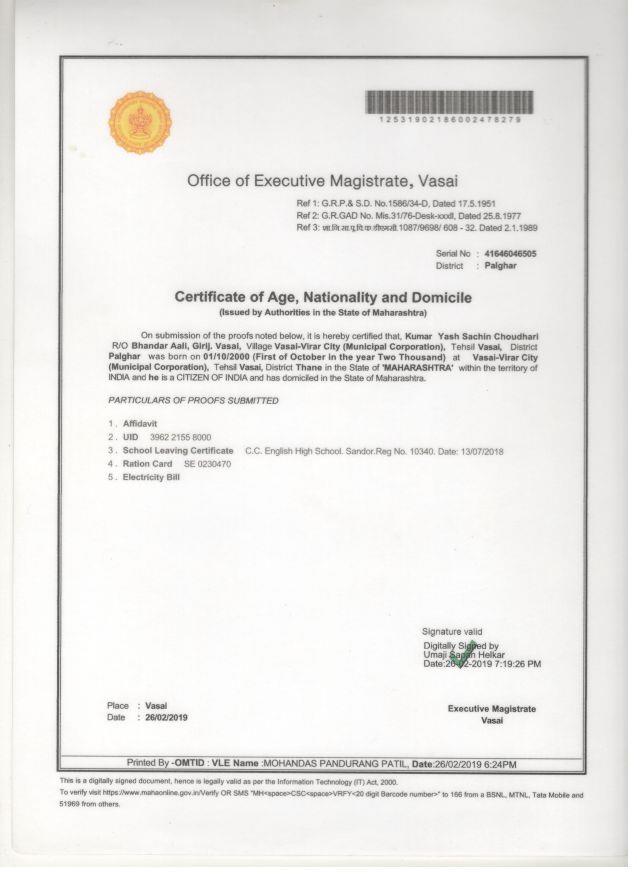 12531902186002478279
Office of Executive Magistrate, Vasai
Ref 1: G.R.P.& S.D. No.1586/34-D, Dated 17.5.1951
Ref 2: G.R.GAD No. Mis.31/76-Desk-xxxll, Dated 25.8.1977
Ref 3: 1087/9698/ 608 - 32. Dated 2.1.1989
Serial No : 41646046505
District : Palghar
Certificate of Age, Nationality and Domicile
(Issued by Authorities in the State of Maharashtra)
On submission of the proofs noted below, it is hereby certified that, Kumar Yash Sachin Choudhari
R/O Bhandar Aali, Girij. Vasai, Village Vasai-Virar City (Municipal Corporation), Tehsil Vasai, District
Palghar was born on 01/10/2000 (First of October in the year Two Thousand) at Vasai-Virar City
(Municipal Corporation), Tehsil Vasai, District Thane in the State of 'MAHARASHTRA' within the territory of
INDIA and he is a CITIZEN OF INDIA and has domiciled in the State of Maharashtra.
PARTICULARS OF PROOFS SUBMITTED
1 . Affidavit
2 . UID 3962 2155 8000
3 . School Leaving Certificate C.C. English High School. Sandor.Reg No. 10340. Date: 13/07/2018
4 . Ration Card SE 0230470
5 . Electricity Bill
Signature valid
Digitally Signed by
Umaji Sapan Helkar
Date:26-02-2019 7:19:26 PM
Place : Vasai
Date : 26/02/2019
Executive Magistrate
Vasai
Printed By -OMTID : VLE Name :MOHANDAS PANDURANG PATIL, Date:26/02/2019 6:24PM
This is a digitally signed document, hence is legally valid as per the Information Technology (IT) Act, 2000.
To verify visit https://www.mahaonline.gov.in/Verify OR SMS "MH<space>CSC<space>VRFY<20 digit Barcode number>" to 166 from a BSNL, MTNL, Tata Mobile and
51969 from others.